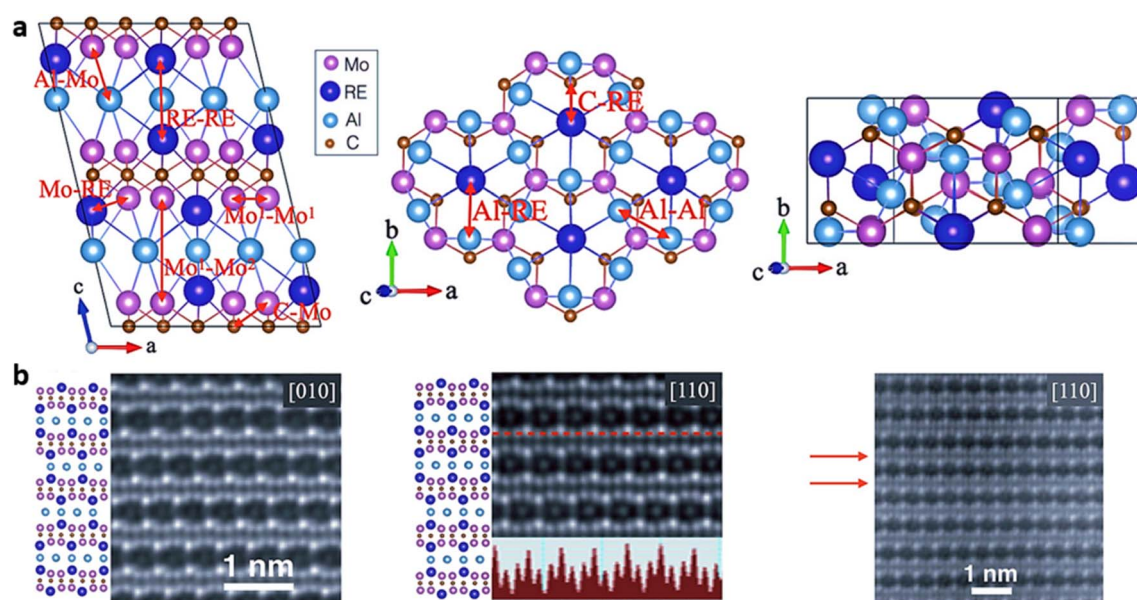 a
Al-Mo
RE-RE
Mo-RE
Mo¹-Mo¹
Mo¹-Mo²
C-Mo
c
a
Mo
RE
Al
C
C-RE
Al-RE
Al-Al
b
c
a
b
c
a
b
[010]
1 nm
[110]
[110]
1 nm